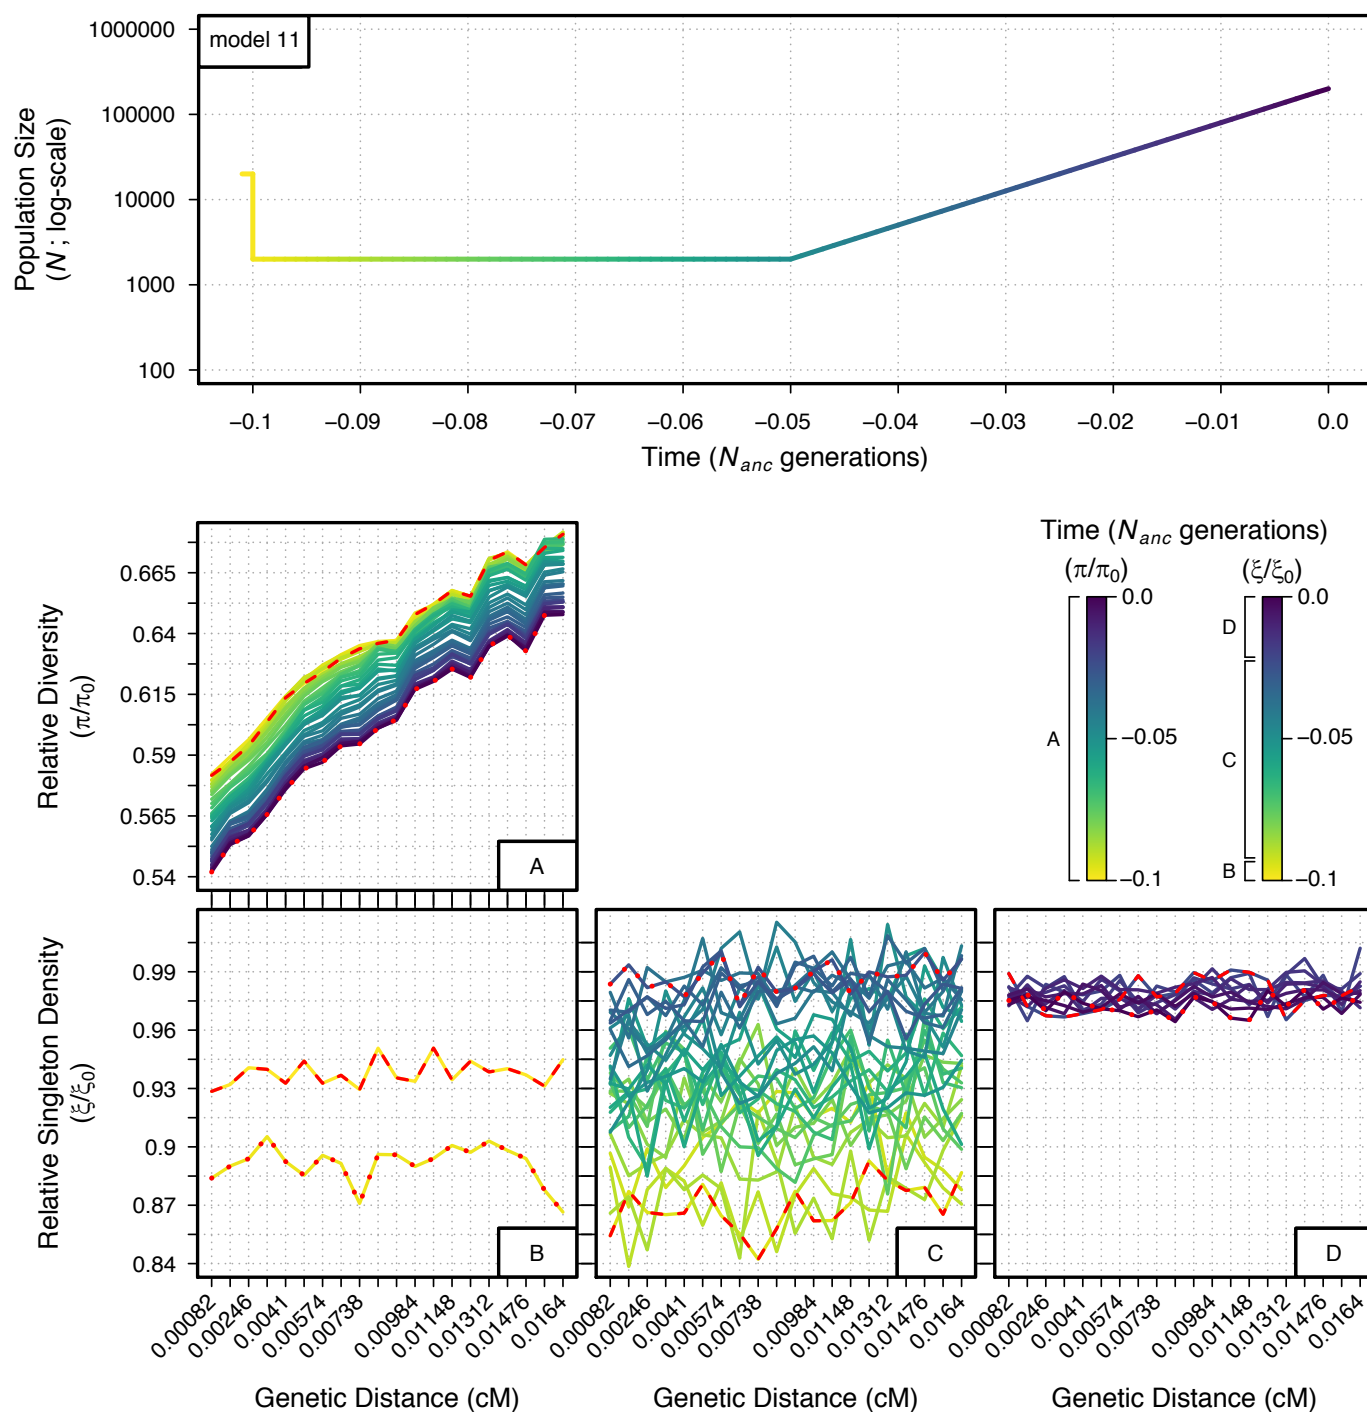 model 11
Population Size
(N ; log-scale)
1000000
100000
10000
1000
100
−0.1 −0.09 −0.08 −0.07 −0.06 −0.05 −0.04 −0.03 −0.02 −0.01 0.0
Time (Nanc generations)
Relative Diversity
(π/π0)
0.665
0.64
0.615
0.59
0.565
0.54
A
Time (Nanc generations)
(π/π0) (ξ/ξ0)
A
0.0
−0.05
−0.1
D
C
B
0.0
−0.05
−0.1
Relative Singleton Density
(ξ/ξ0)
0.99
0.96
0.93
0.9
0.87
0.84
B
C
D
0.00082 0.00246 0.0041 0.00574 0.00738 0.00984 0.01148 0.01312 0.01476 0.0164
0.00082 0.00246 0.0041 0.00574 0.00738 0.00984 0.01148 0.01312 0.01476 0.0164
0.00082 0.00246 0.0041 0.00574 0.00738 0.00984 0.01148 0.01312 0.01476 0.0164
Genetic Distance (cM)
Genetic Distance (cM)
Genetic Distance (cM)